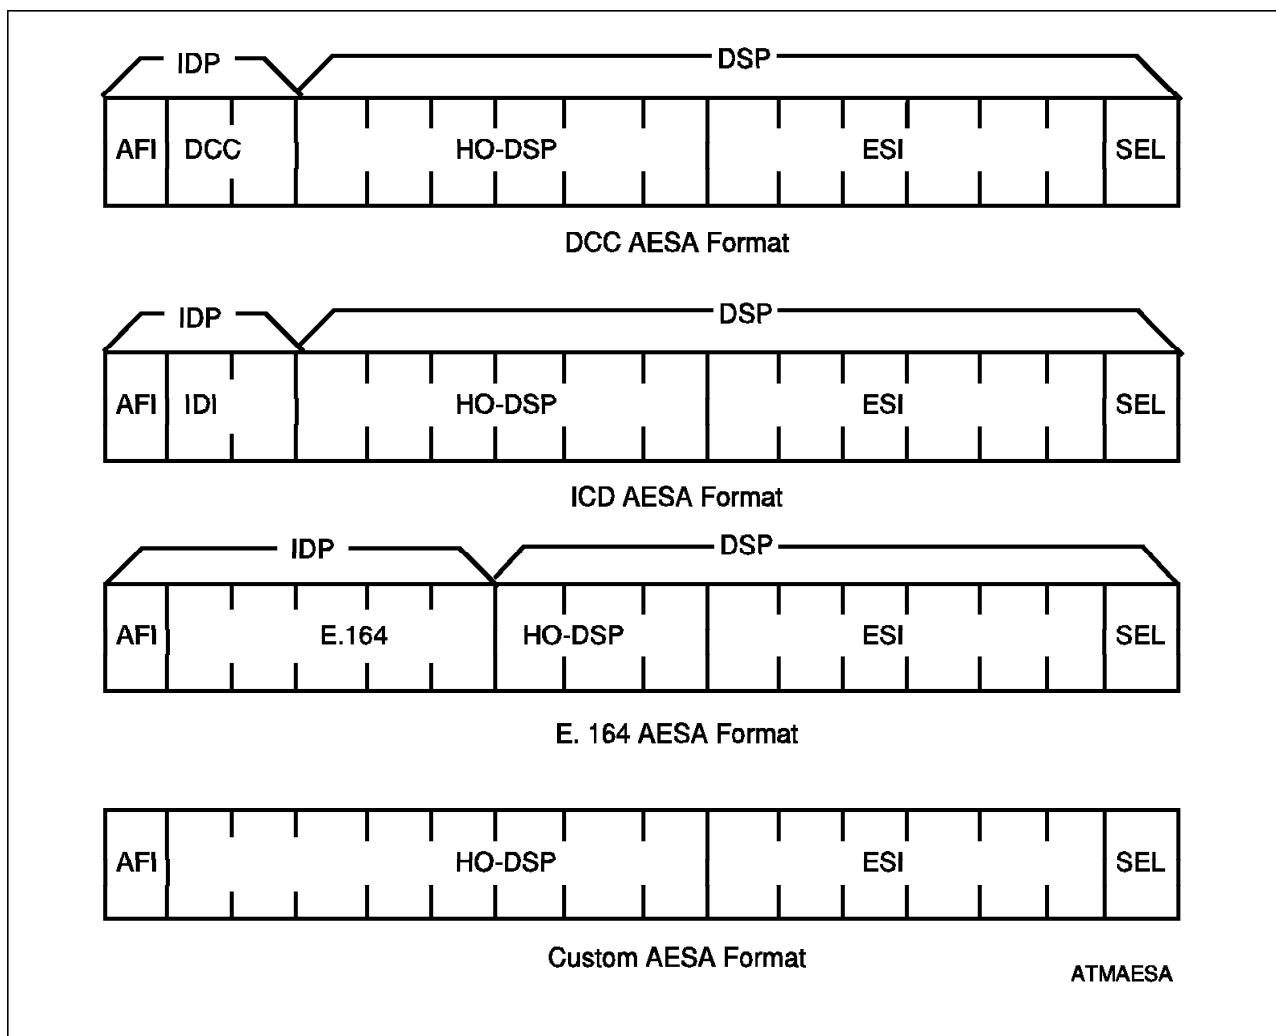 IDP DSP
AFI DCC HO-DSP ESI SEL
DCC AESA Format
IDP DSP
AFI IDI HO-DSP ESI SEL
ICD AESA Format
IDP DSP
AFI E.164 HO-DSP ESI SEL
E. 164 AESA Format
AFI HO-DSP ESI SEL
Custom AESA Format
ATMAESA